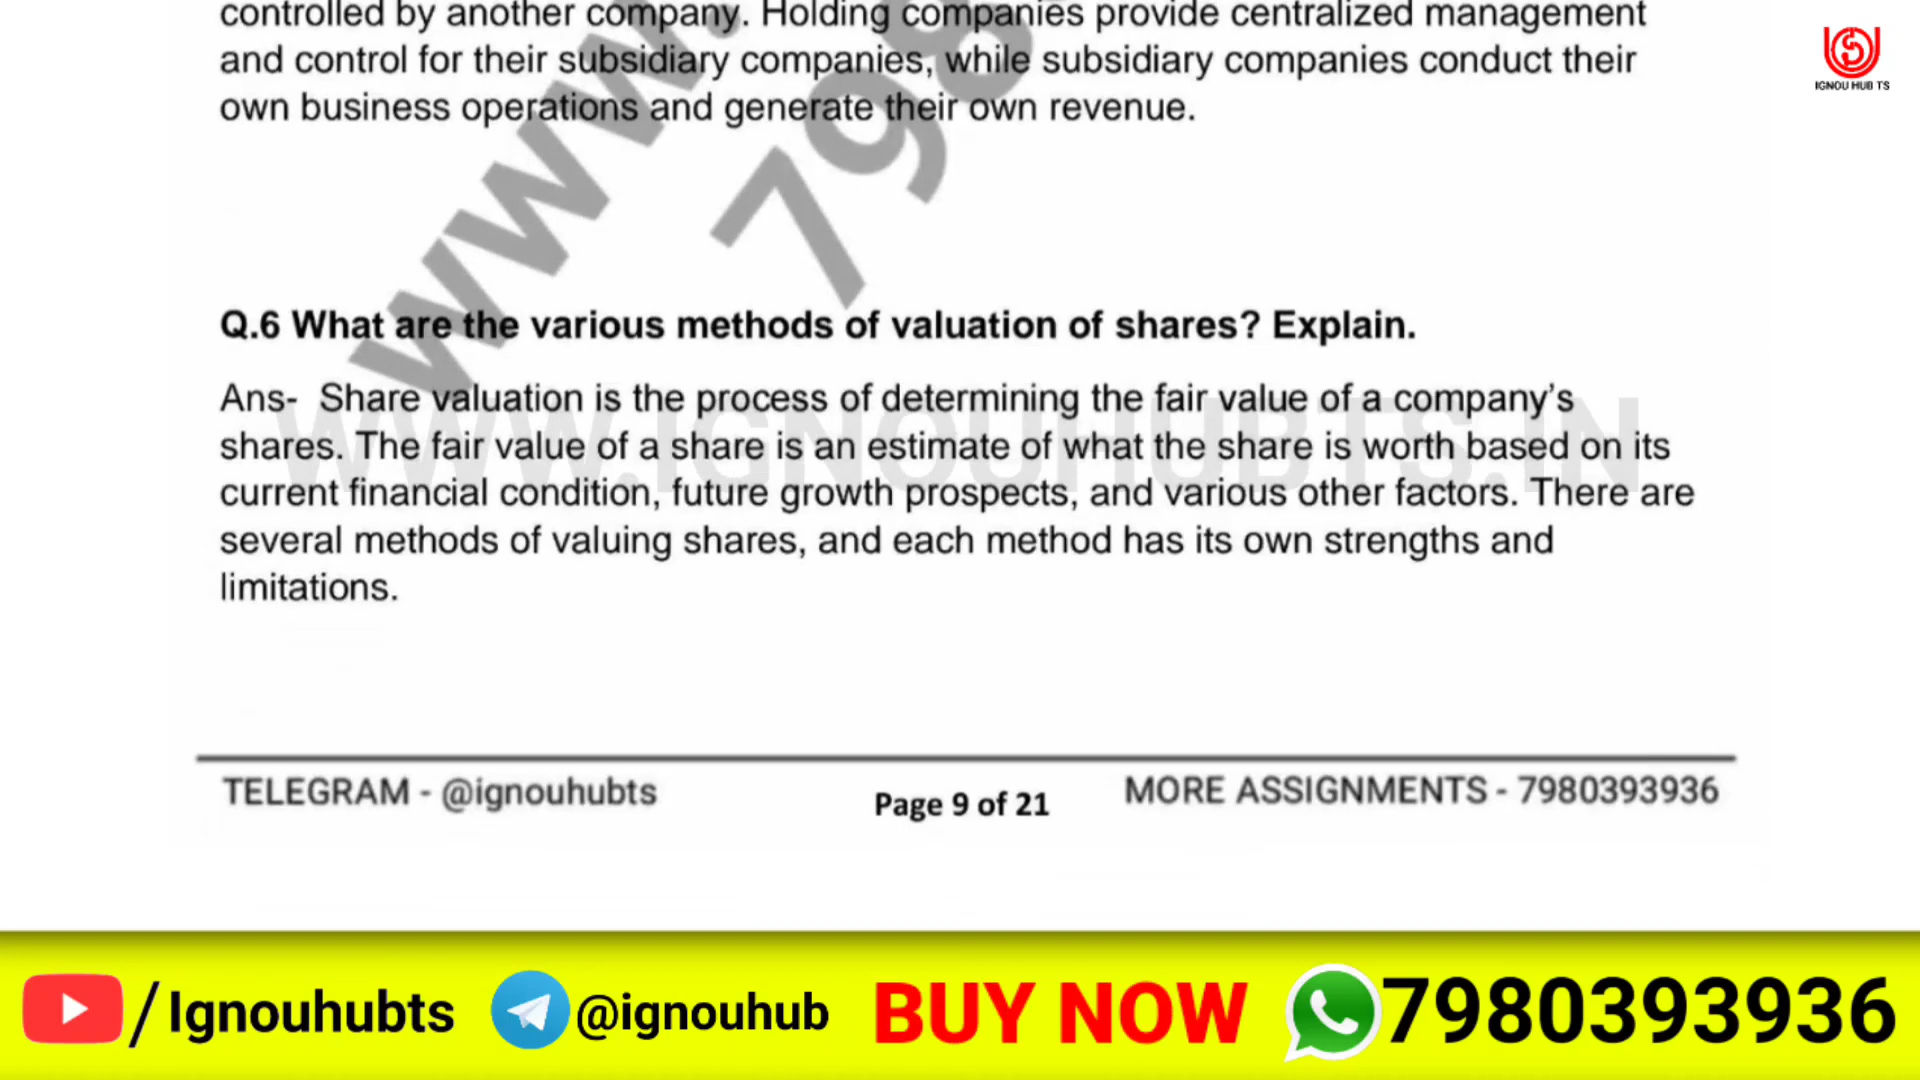 controlled by another company. Holding companies provide centralized management
and control for their subsidiary companies, while subsidiary companies conduct their
own business operations and generate their own revenue.
IGNOU HUB TS
www.
798
Q.6 What are the various methods of valuation of shares? Explain.
Ans- Share valuation is the process of determining the fair value of a company’s
shares. The fair value of a share is an estimate of what the share is worth based on its
current financial condition, future growth prospects, and various other factors. There are
several methods of valuing shares, and each method has its own strengths and
limitations.
WWW.IGNOUHUBTS.IN
TELEGRAM - @ignouhubts
Page 9 of 21
MORE ASSIGNMENTS - 7980393936
/Ignouhubts @ignouhub BUY NOW 7980393936